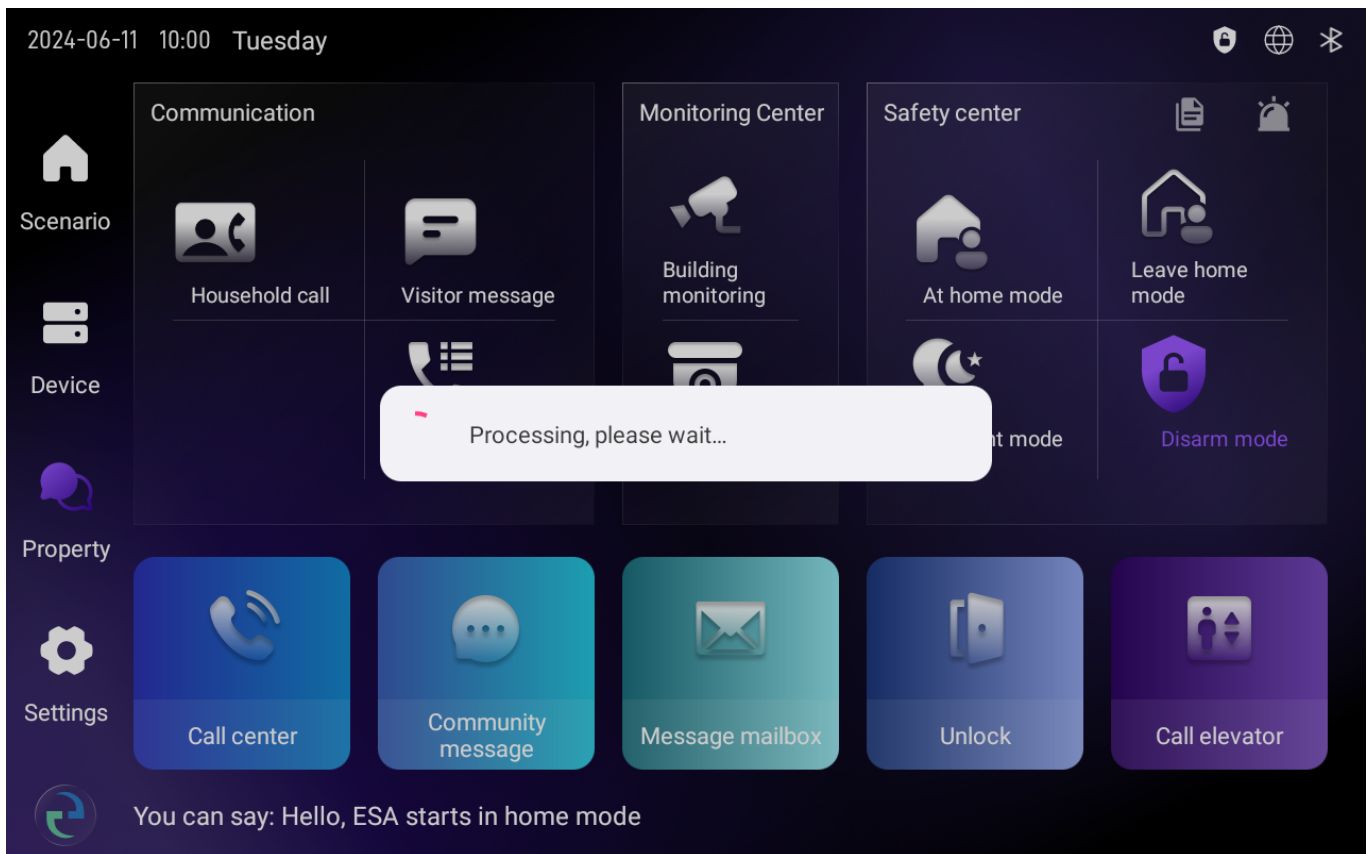 2024-06-11 10:00 Tuesday
Communication
Monitoring Center
Safety center
Scenario
Household call
Visitor message
Building
monitoring
At home mode
Leave home
mode
Device
Processing, please wait...
mode
Disarm mode
Property
Settings
Call center
Community
message
Message mailbox
Unlock
Call elevator
You can say: Hello, ESA starts in home mode